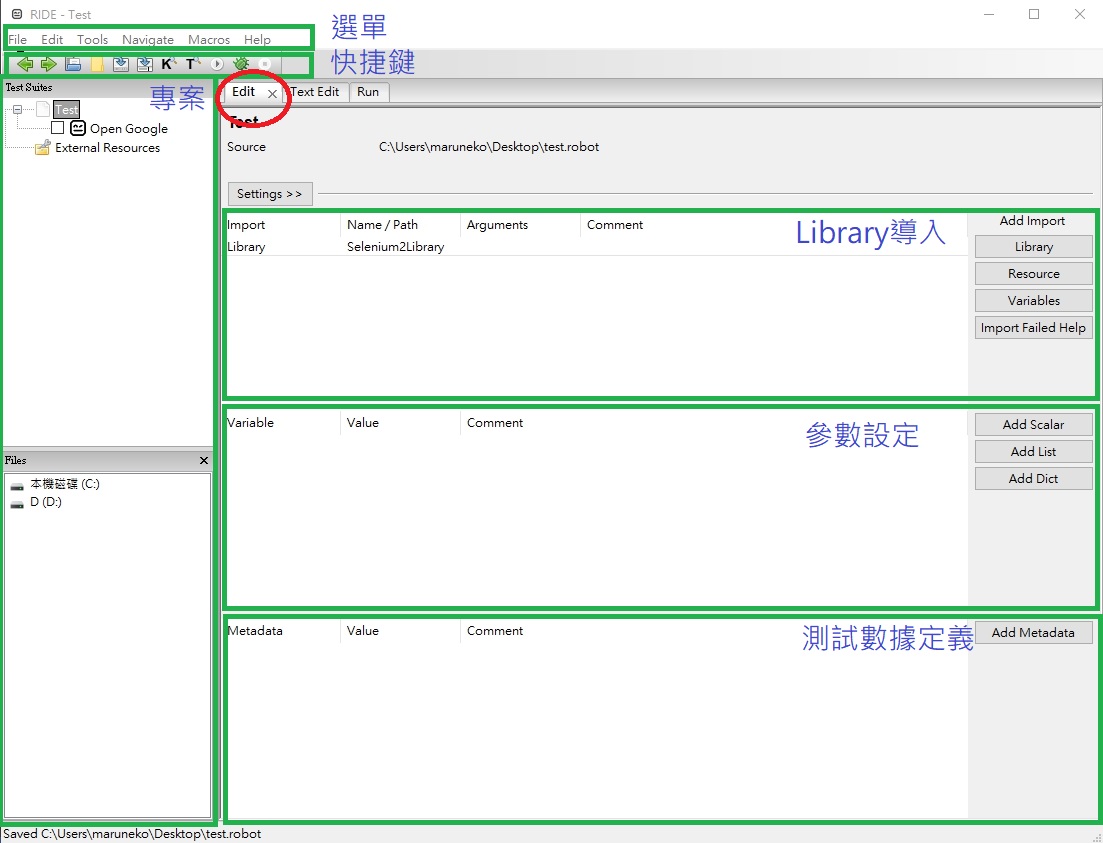 RIDE - Test
File Edit Tools Navigate Macros Help
選單
K T
快捷鍵
Test Suites
專案
Test
Open Google
External Resources
Edit Text Edit Run
Test
Source C:\Users\maruneko\Desktop\test.robot
Settings >>
Import Name / Path Arguments Comment
Library Selenium2Library
Library導入
Add Import
Library
Resource
Variables
Import Failed Help
Variable Value Comment
參數設定
Add Scalar
Add List
Add Dict
Files
本機磁碟 (C:)
D (D:)
Metadata Value Comment
測試數據定義
Add Metadata
Saved C:\Users\maruneko\Desktop\test.robot